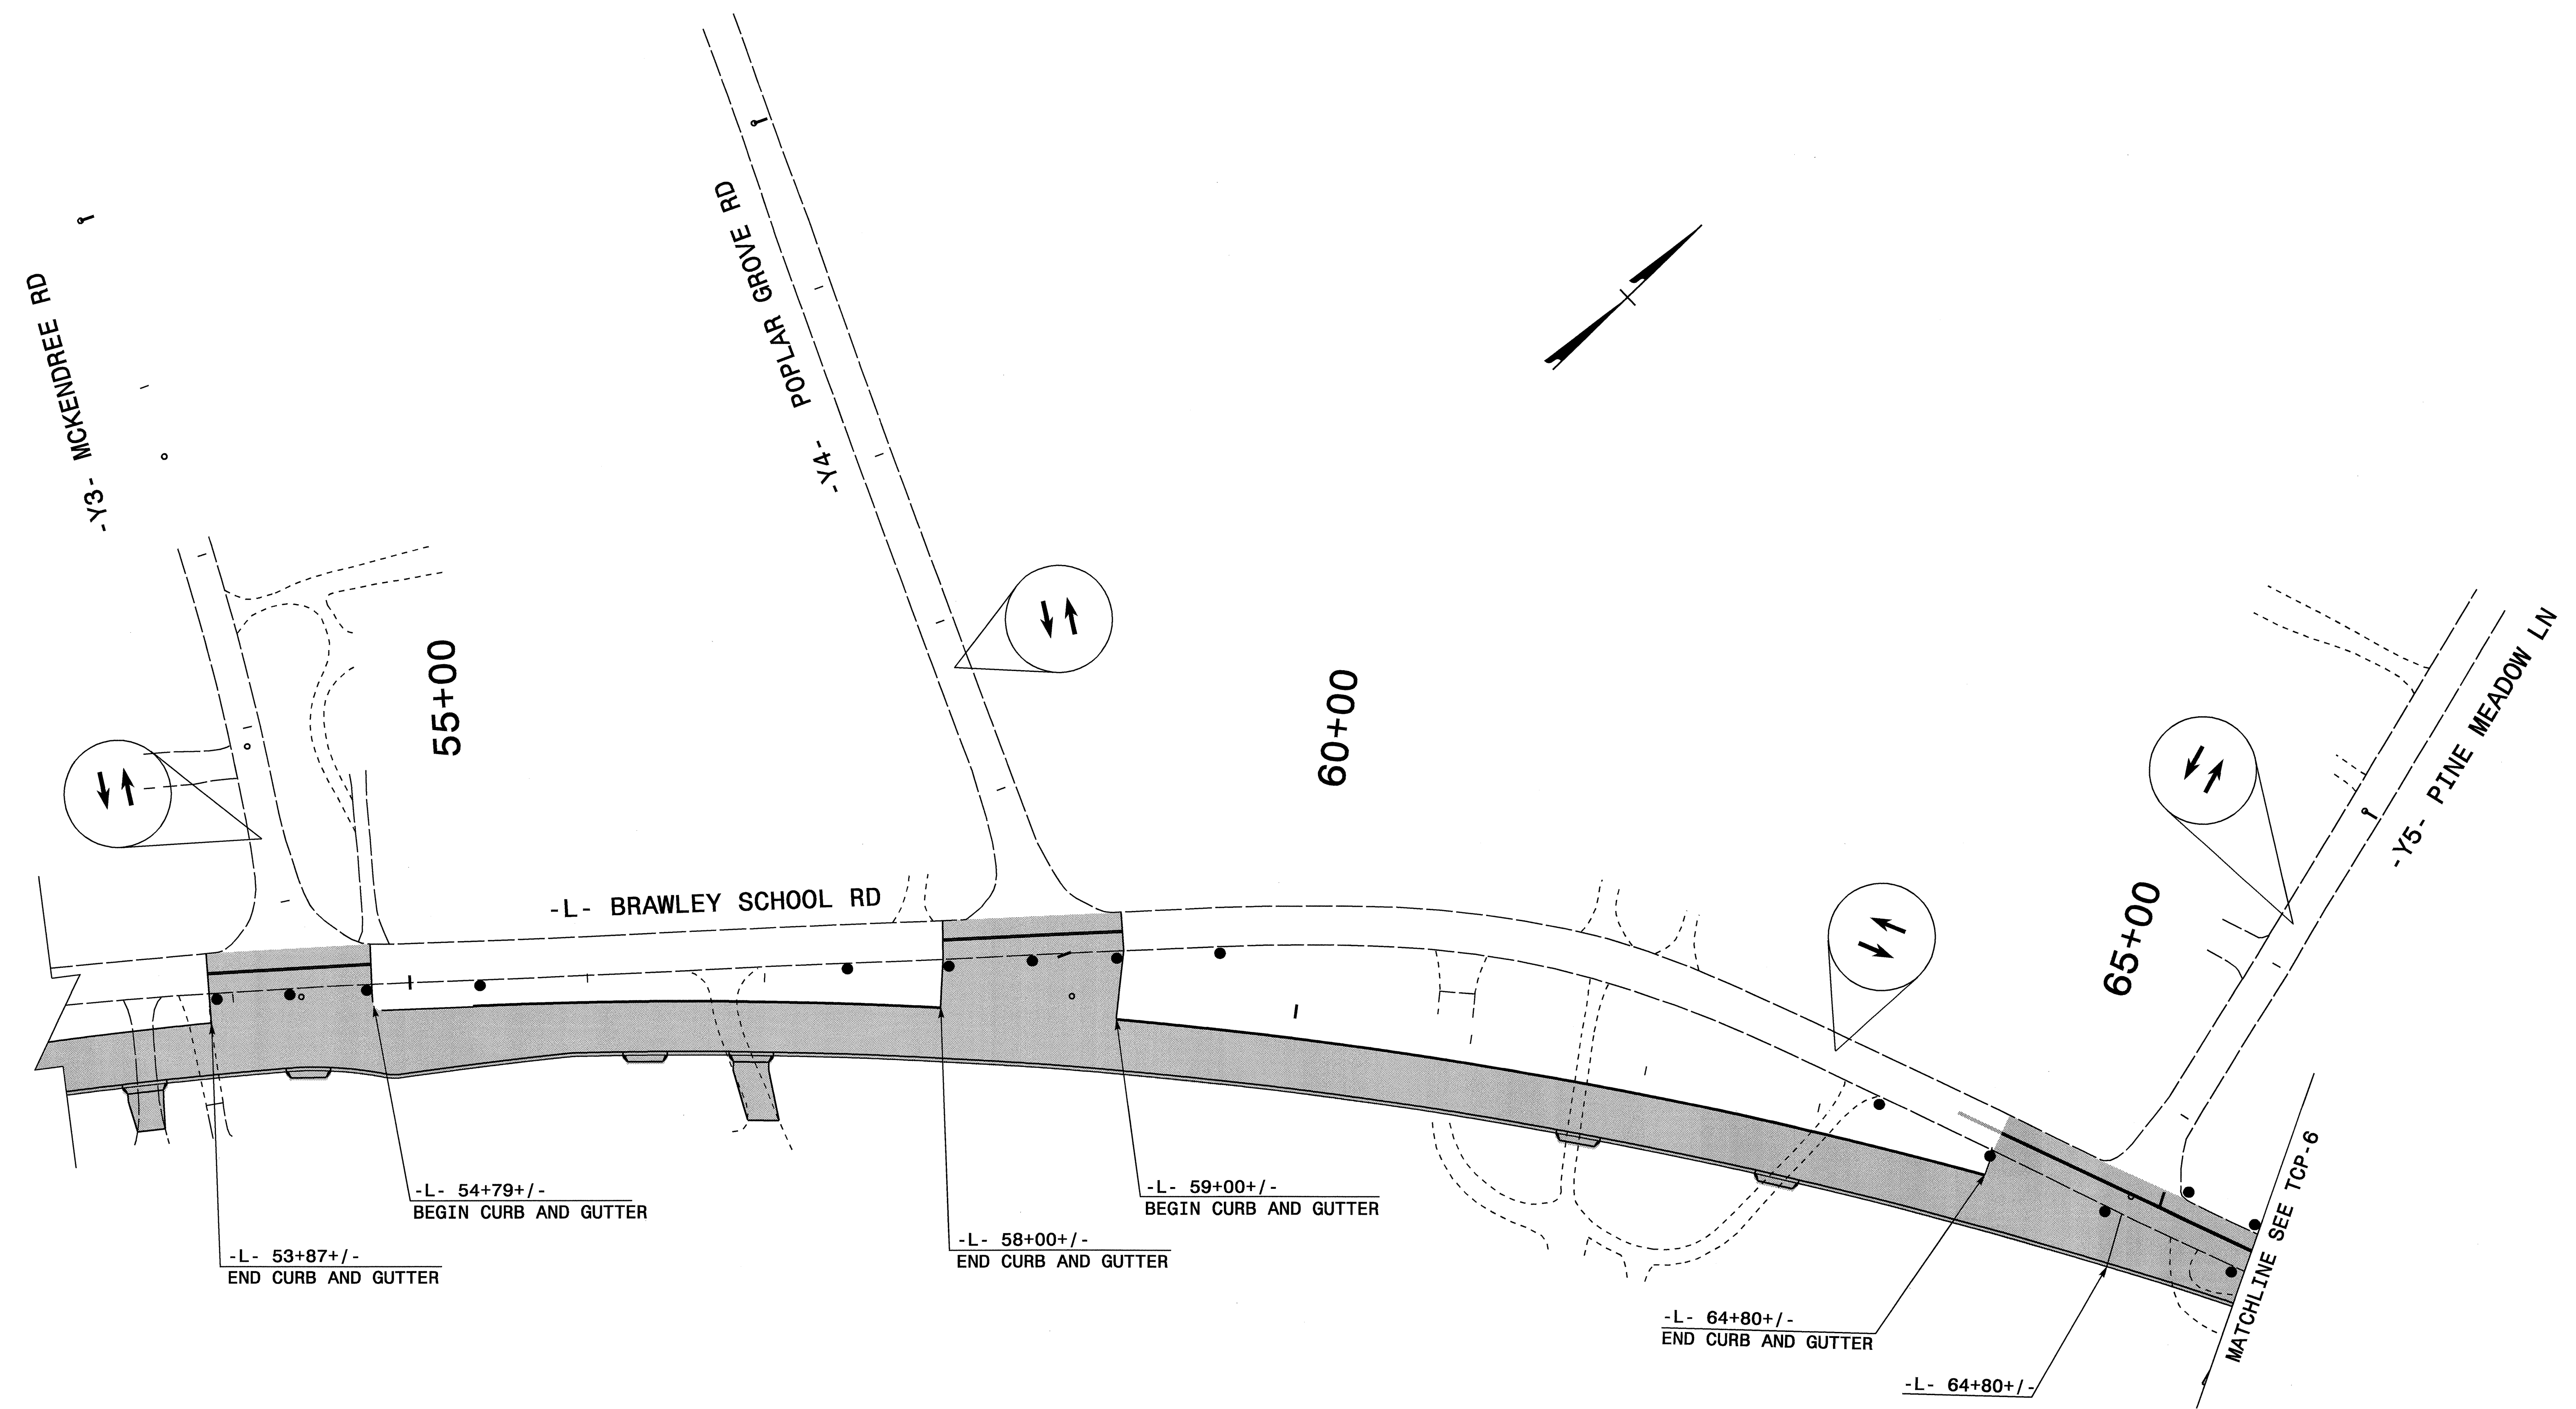 -Y3- MCKENDREE RD
-Y4- POPLAR GROVE RD
55+00
60+00
65+00
-Y5- PINE MEADOW LN
-L- BRAWLEY SCHOOL RD
-L- 53+87+/-
END CURB AND GUTTER
-L- 54+79+/-
BEGIN CURB AND GUTTER
-L- 58+00+/-
END CURB AND GUTTER
-L- 59+00+/-
BEGIN CURB AND GUTTER
-L- 64+80+/-
END CURB AND GUTTER
-L- 64+80+/-
MATCHLINE SEE TCP-6